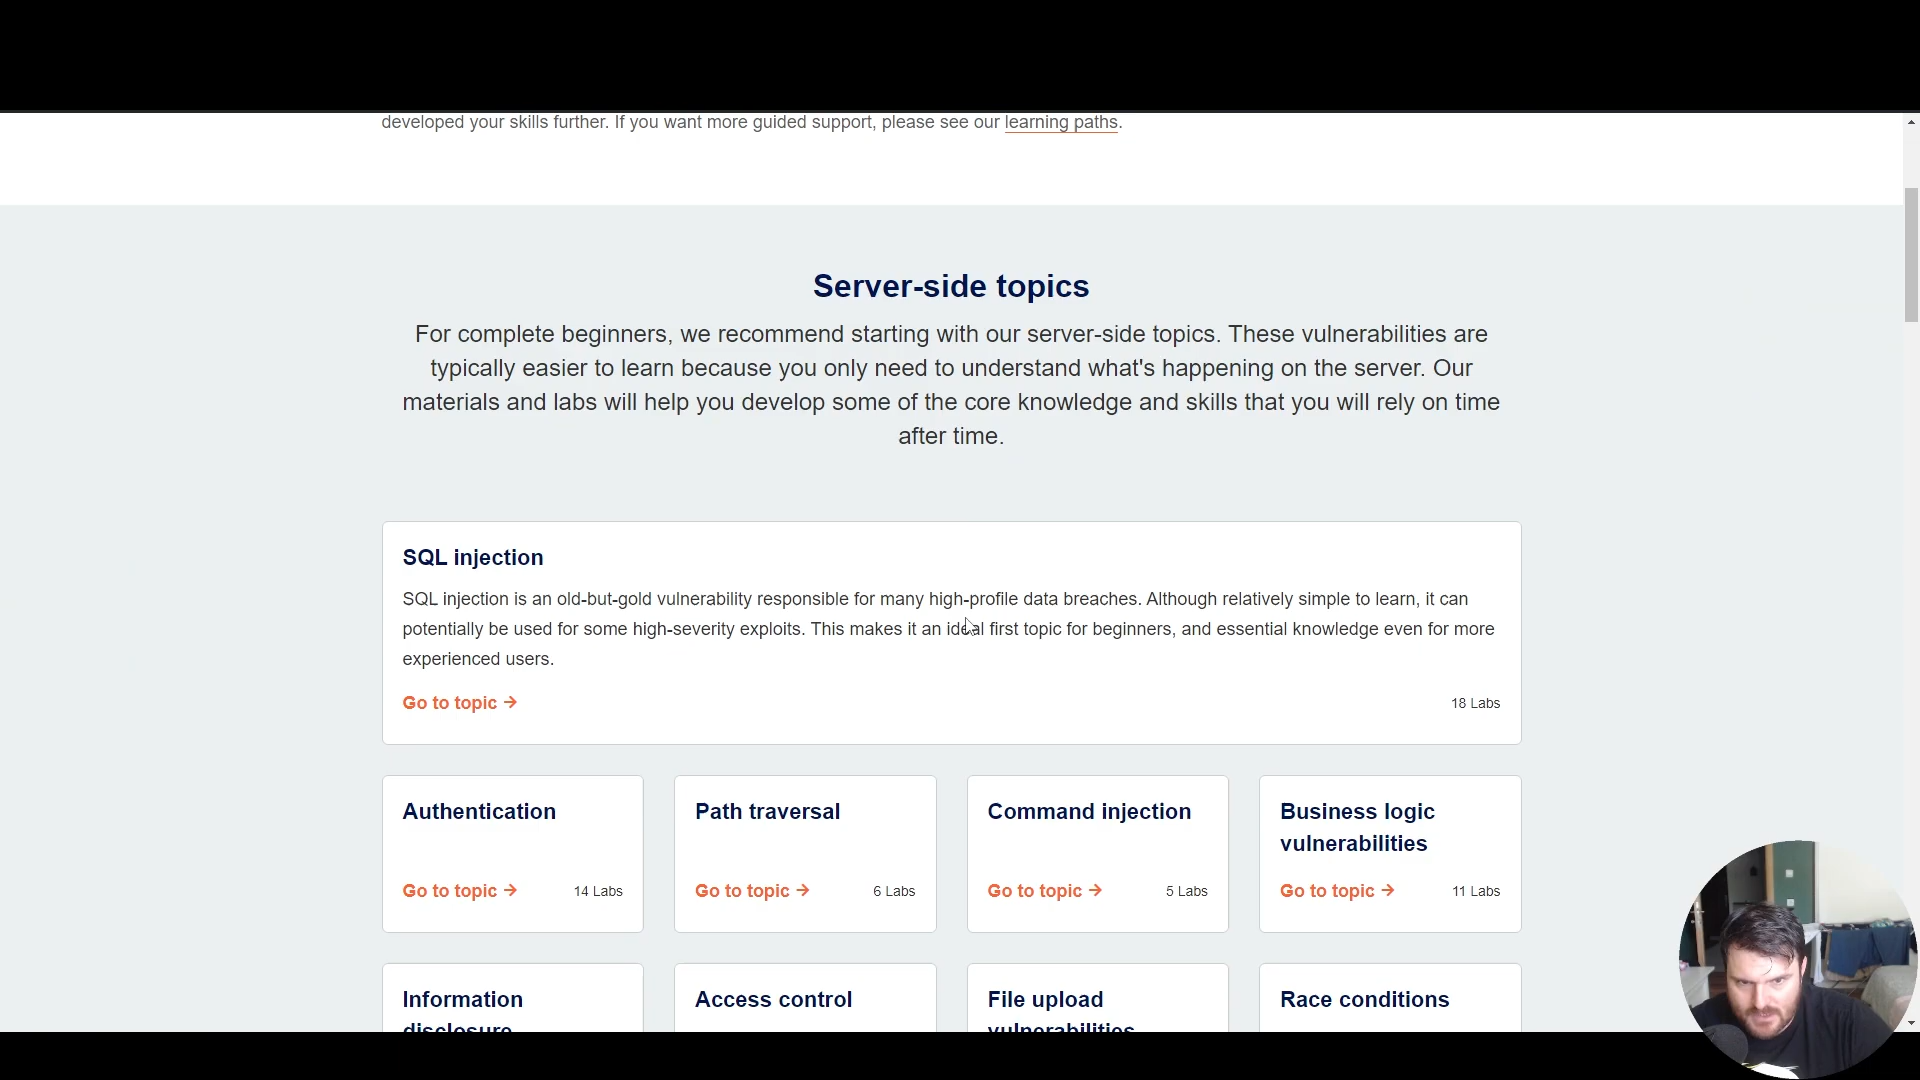 developed your skills further. If you want more guided support, please see our learning paths.
Server-side topics
For complete beginners, we recommend starting with our server-side topics. These vulnerabilities are
typically easier to learn because you only need to understand what's happening on the server. Our
materials and labs will help you develop some of the core knowledge and skills that you will rely on time
after time.
SQL injection
SQL injection is an old-but-gold vulnerability responsible for many high-profile data breaches. Although relatively simple to learn, it can
potentially be used for some high-severity exploits. This makes it an ideal first topic for beginners, and essential knowledge even for more
experienced users.
Go to topic → 18 Labs
Authentication
Go to topic → 14 Labs
Path traversal
Go to topic → 6 Labs
Command injection
Go to topic → 5 Labs
Business logic
vulnerabilities
Go to topic → 11 Labs
Information
disclosure
Access control
File upload
vulnerabilities
Race conditions